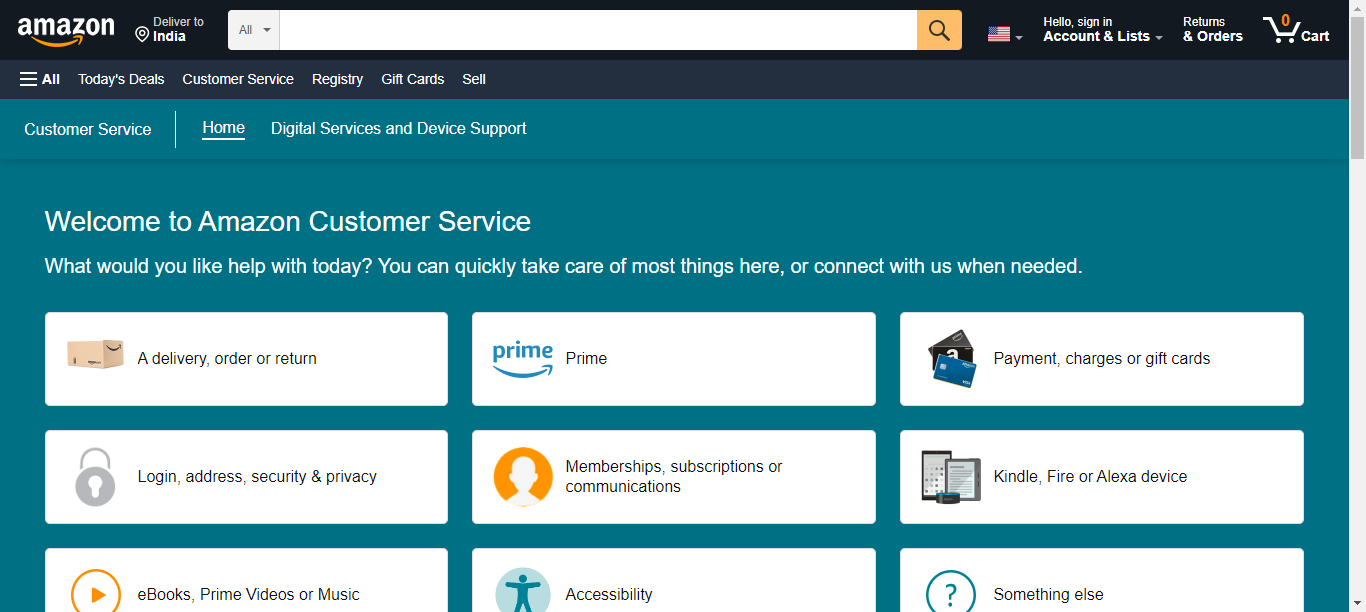 amazon
Deliver to
India
All
Hello, sign in
Account & Lists
Returns
& Orders
0
Cart
All
Today's Deals
Customer Service
Registry
Gift Cards
Sell
Customer Service
Home
Digital Services and Device Support
Welcome to Amazon Customer Service
What would you like help with today? You can quickly take care of most things here, or connect with us when needed.
A delivery, order or return
prime
Prime
a
VISA
Payment, charges or gift cards
Login, address, security & privacy
Memberships, subscriptions or
communications
Kindle, Fire or Alexa device
eBooks, Prime Videos or Music
Accessibility
?
Something else